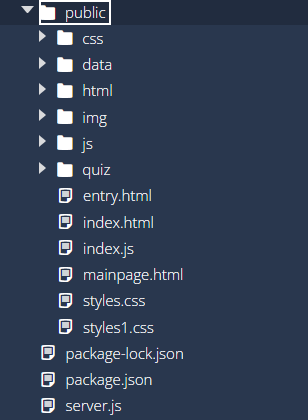 public
css
data
html
img
js
quiz
entry.html
index.html
index.js
mainpage.html
styles.css
styles1.css
package-lock.json
package.json
server.js